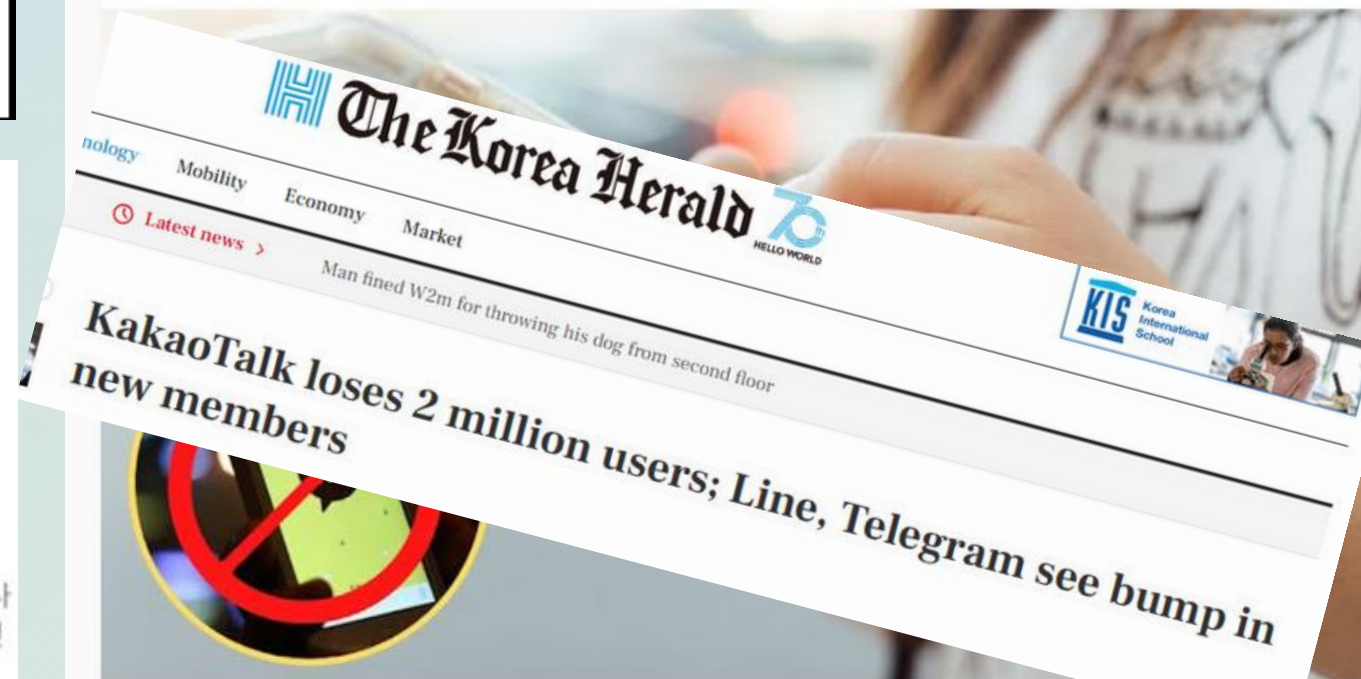 The Korea Herald
70th
HELLO WORLD
nology Mobility Economy Market
Latest news >
Man fined W2m for throwing his dog from second floor
KIS Korea
International
School
KakaoTalk loses 2 million users; Line, Telegram see bump in
new members